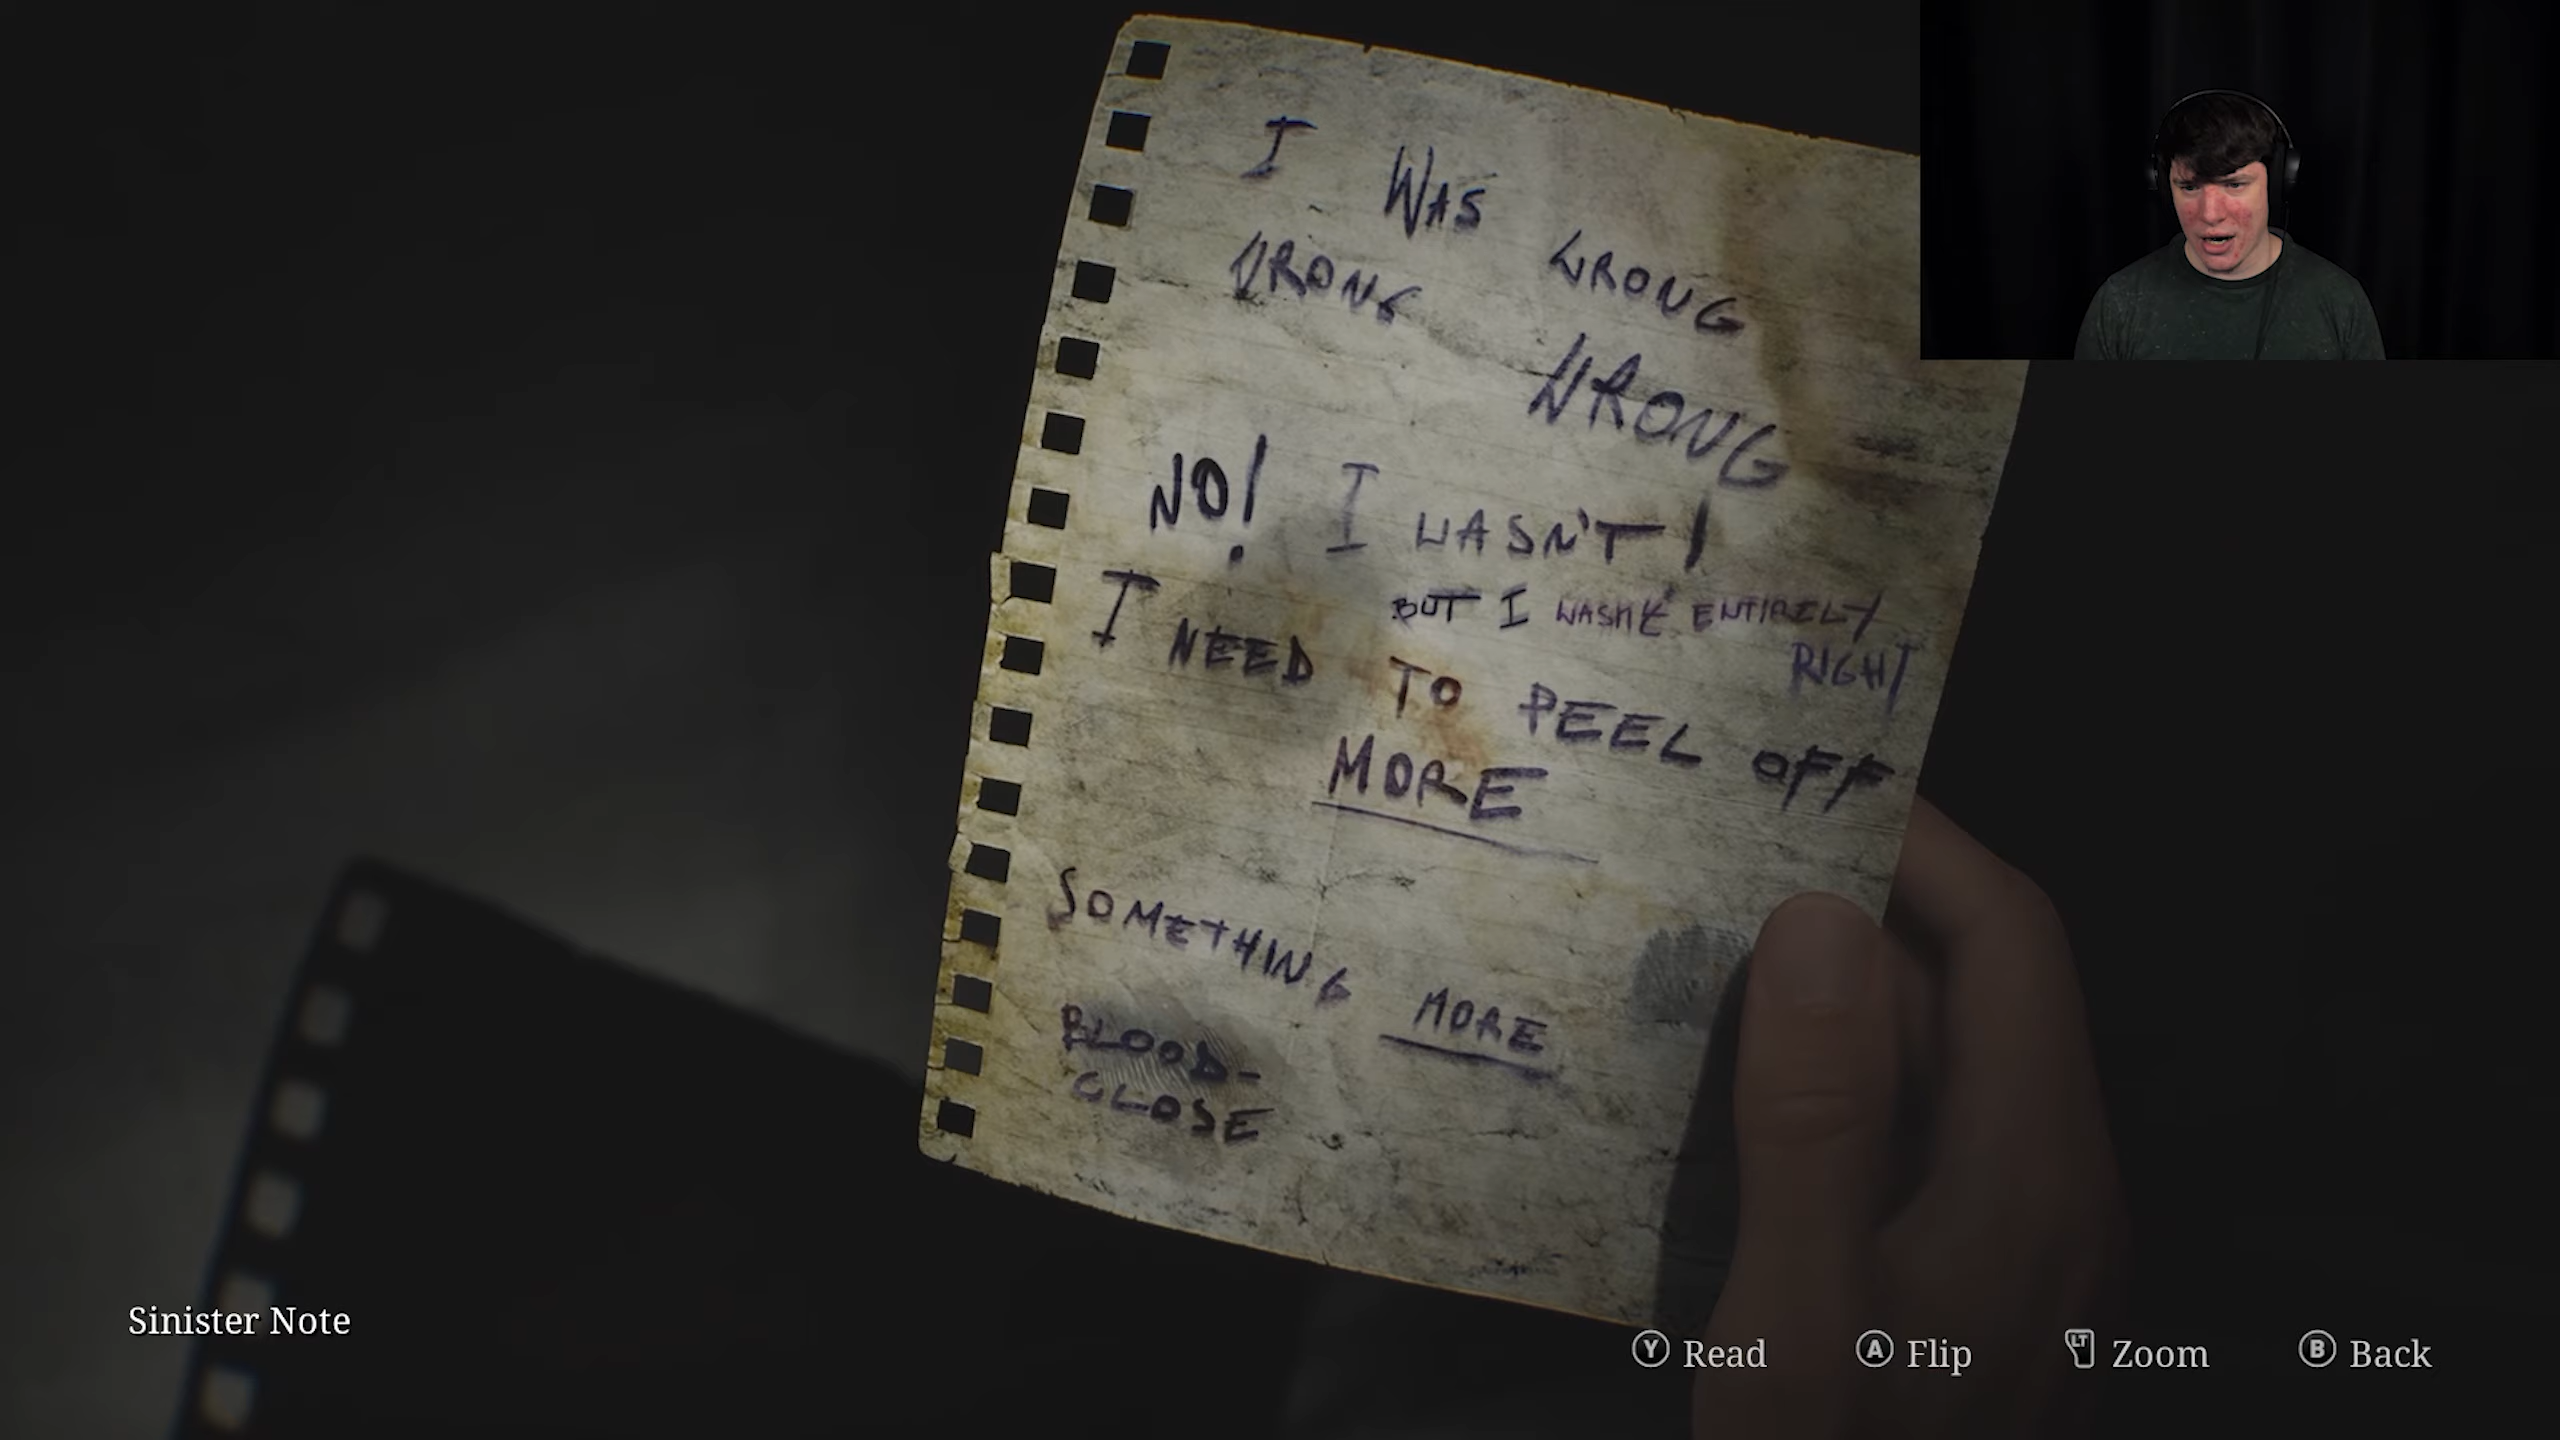 I WAS WRONG
WRONG
WRONG
NO! I WASN'T!
BUT I WASN'T ENTIRELY
RIGHT
I NEED TO PEEL OFF
MORE
SOMETHING MORE
BLOOD-
CLOSE
Sinister Note
Y Read
A Flip
LT Zoom
B Back